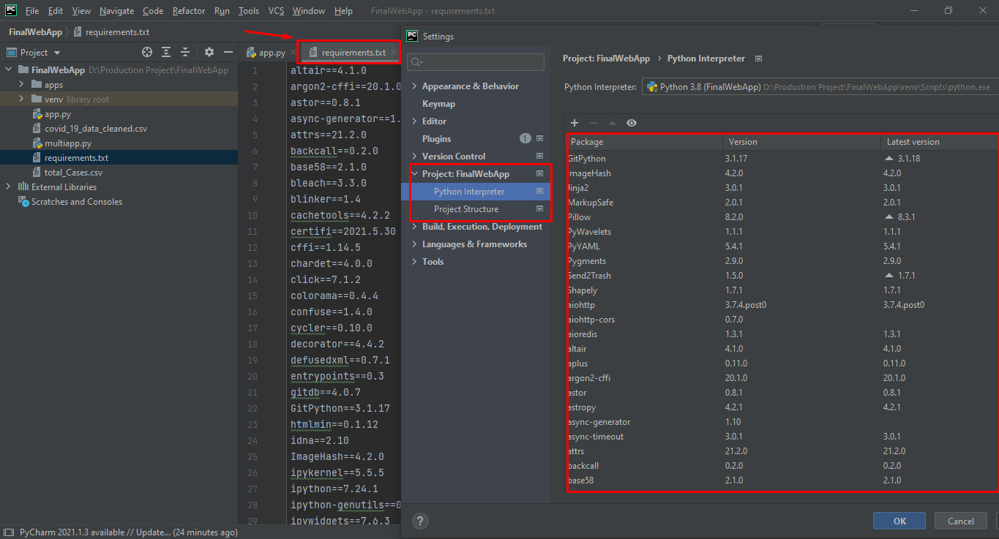 PC File Edit View Navigate Code Refactor Run Tools VCS Window Help FinalWebApp - requirements.txt
FinalWebApp requirements.txt
Project
FinalWebApp D:\Production Project\FinalWebApp
apps
venv library root
app.py
covid_19_data_cleaned.csv
multiapp.py
requirements.txt
total_Cases.csv
External Libraries
Scratches and Consoles
app.py requirements.txt
1 altair==4.1.0
2 argon2-cffi==20.1.0
3 astor==0.8.1
4 async-generator==1.
5 attrs==21.2.0
6 backcall==0.2.0
7 base58==2.1.0
8 bleach==3.3.0
9 blinker==1.4
10 cachetools==4.2.2
11 certifi==2021.5.30
12 cffi==1.14.5
13 chardet==4.0.0
14 click==7.1.2
15 colorama==0.4.4
16 confuse==1.4.0
17 cycler==0.10.0
18 decorator==4.4.2
19 defusedxml==0.7.1
20 entrypoints==0.3
21 gitdb==4.0.7
22 GitPython==3.1.17
23 htmlmin==0.1.12
24 idna==2.10
25 ImageHash==4.2.0
26 ipykernel==5.5.5
27 ipython==7.24.1
28 ipython-genutils==0
29 ipywidgets==7.6.3
PC Settings
Appearance & Behavior
Keymap
Editor
Plugins 1
Version Control
Project: FinalWebApp
Python Interpreter
Project Structure
Build, Execution, Deployment
Languages & Frameworks
Tools
Project: FinalWebApp › Python Interpreter
Python Interpreter: Python 3.8 (FinalWebApp) D:\Production Project\FinalWebApp\venv\Scripts\python.exe
Package Version Latest version
GitPython 3.1.17 3.1.18
ImageHash 4.2.0 4.2.0
Jinja2 3.0.1 3.0.1
MarkupSafe 2.0.1 2.0.1
Pillow 8.2.0 8.3.1
PyWavelets 1.1.1 1.1.1
PyYAML 5.4.1 5.4.1
Pygments 2.9.0 2.9.0
Send2Trash 1.5.0 1.7.1
Shapely 1.7.1 1.7.1
aiohttp 3.7.4.post0 3.7.4.post0
aiohttp-cors 0.7.0
aioredis 1.3.1 1.3.1
altair 4.1.0 4.1.0
aplus 0.11.0 0.11.0
argon2-cffi 20.1.0 20.1.0
astor 0.8.1 0.8.1
astropy 4.2.1 4.2.1
async-generator 1.10
async-timeout 3.0.1 3.0.1
attrs 21.2.0 21.2.0
backcall 0.2.0 0.2.0
base58 2.1.0 2.1.0
? OK Cancel
PyCharm 2021.1.3 available // Update... (24 minutes ago)